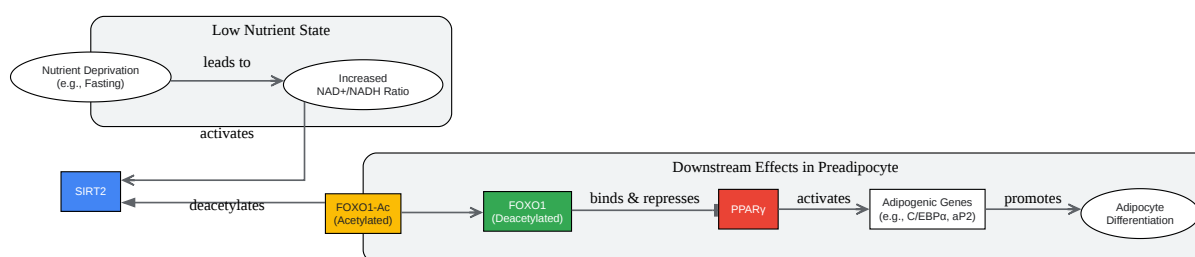 Low Nutrient State
Nutrient Deprivation
(e.g., Fasting)
leads to
Increased
NAD+/NADH Ratio
activates
SIRT2
deacetylates
Downstream Effects in Preadipocyte
FOXO1-Ac
(Acetylated)
FOXO1
(Deacetylated)
binds & represses
PPARγ
activates
Adipogenic Genes
(e.g., C/EBPα, aP2)
promotes
Adipocyte
Differentiation